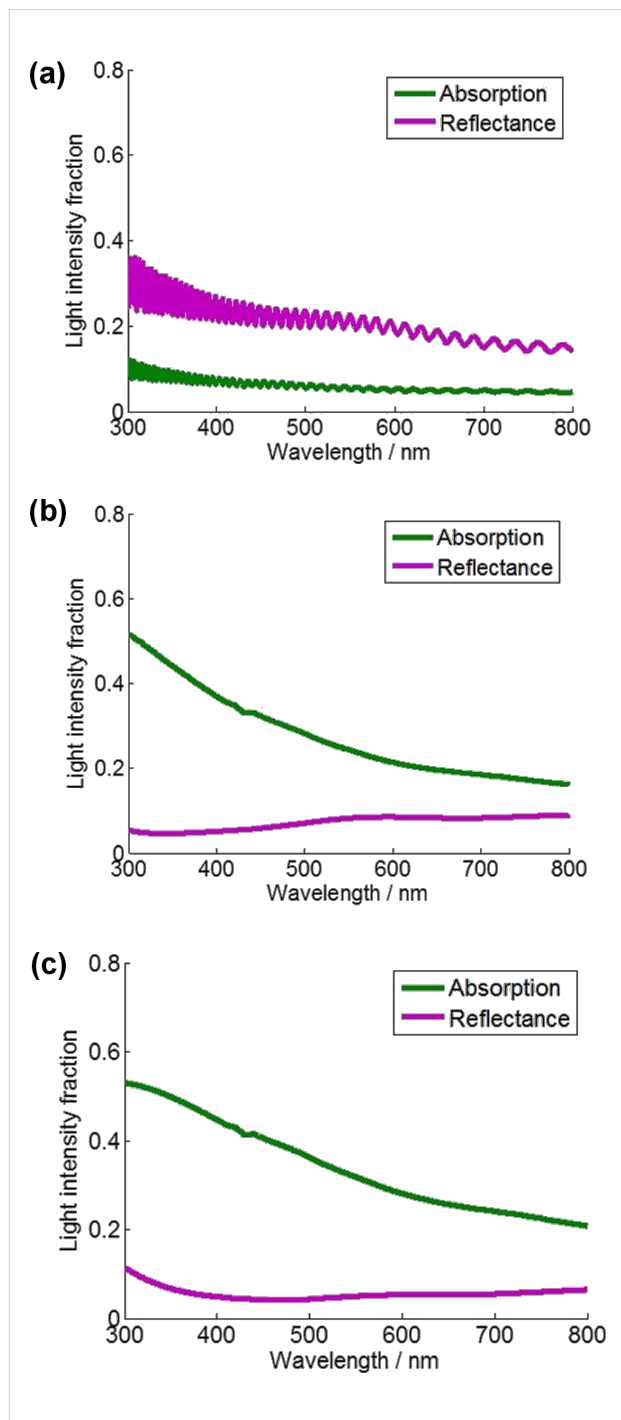 (a)
0.8
0.6
0.4
0.2
0
Light intensity fraction
Absorption
Reflectance
300 400 500 600 700 800
Wavelength / nm
(b)
0.8
0.6
0.4
0.2
0
Light intensity fraction
Absorption
Reflectance
300 400 500 600 700 800
Wavelength / nm
(c)
0.8
0.6
0.4
0.2
0
Light intensity fraction
Absorption
Reflectance
300 400 500 600 700 800
Wavelength / nm